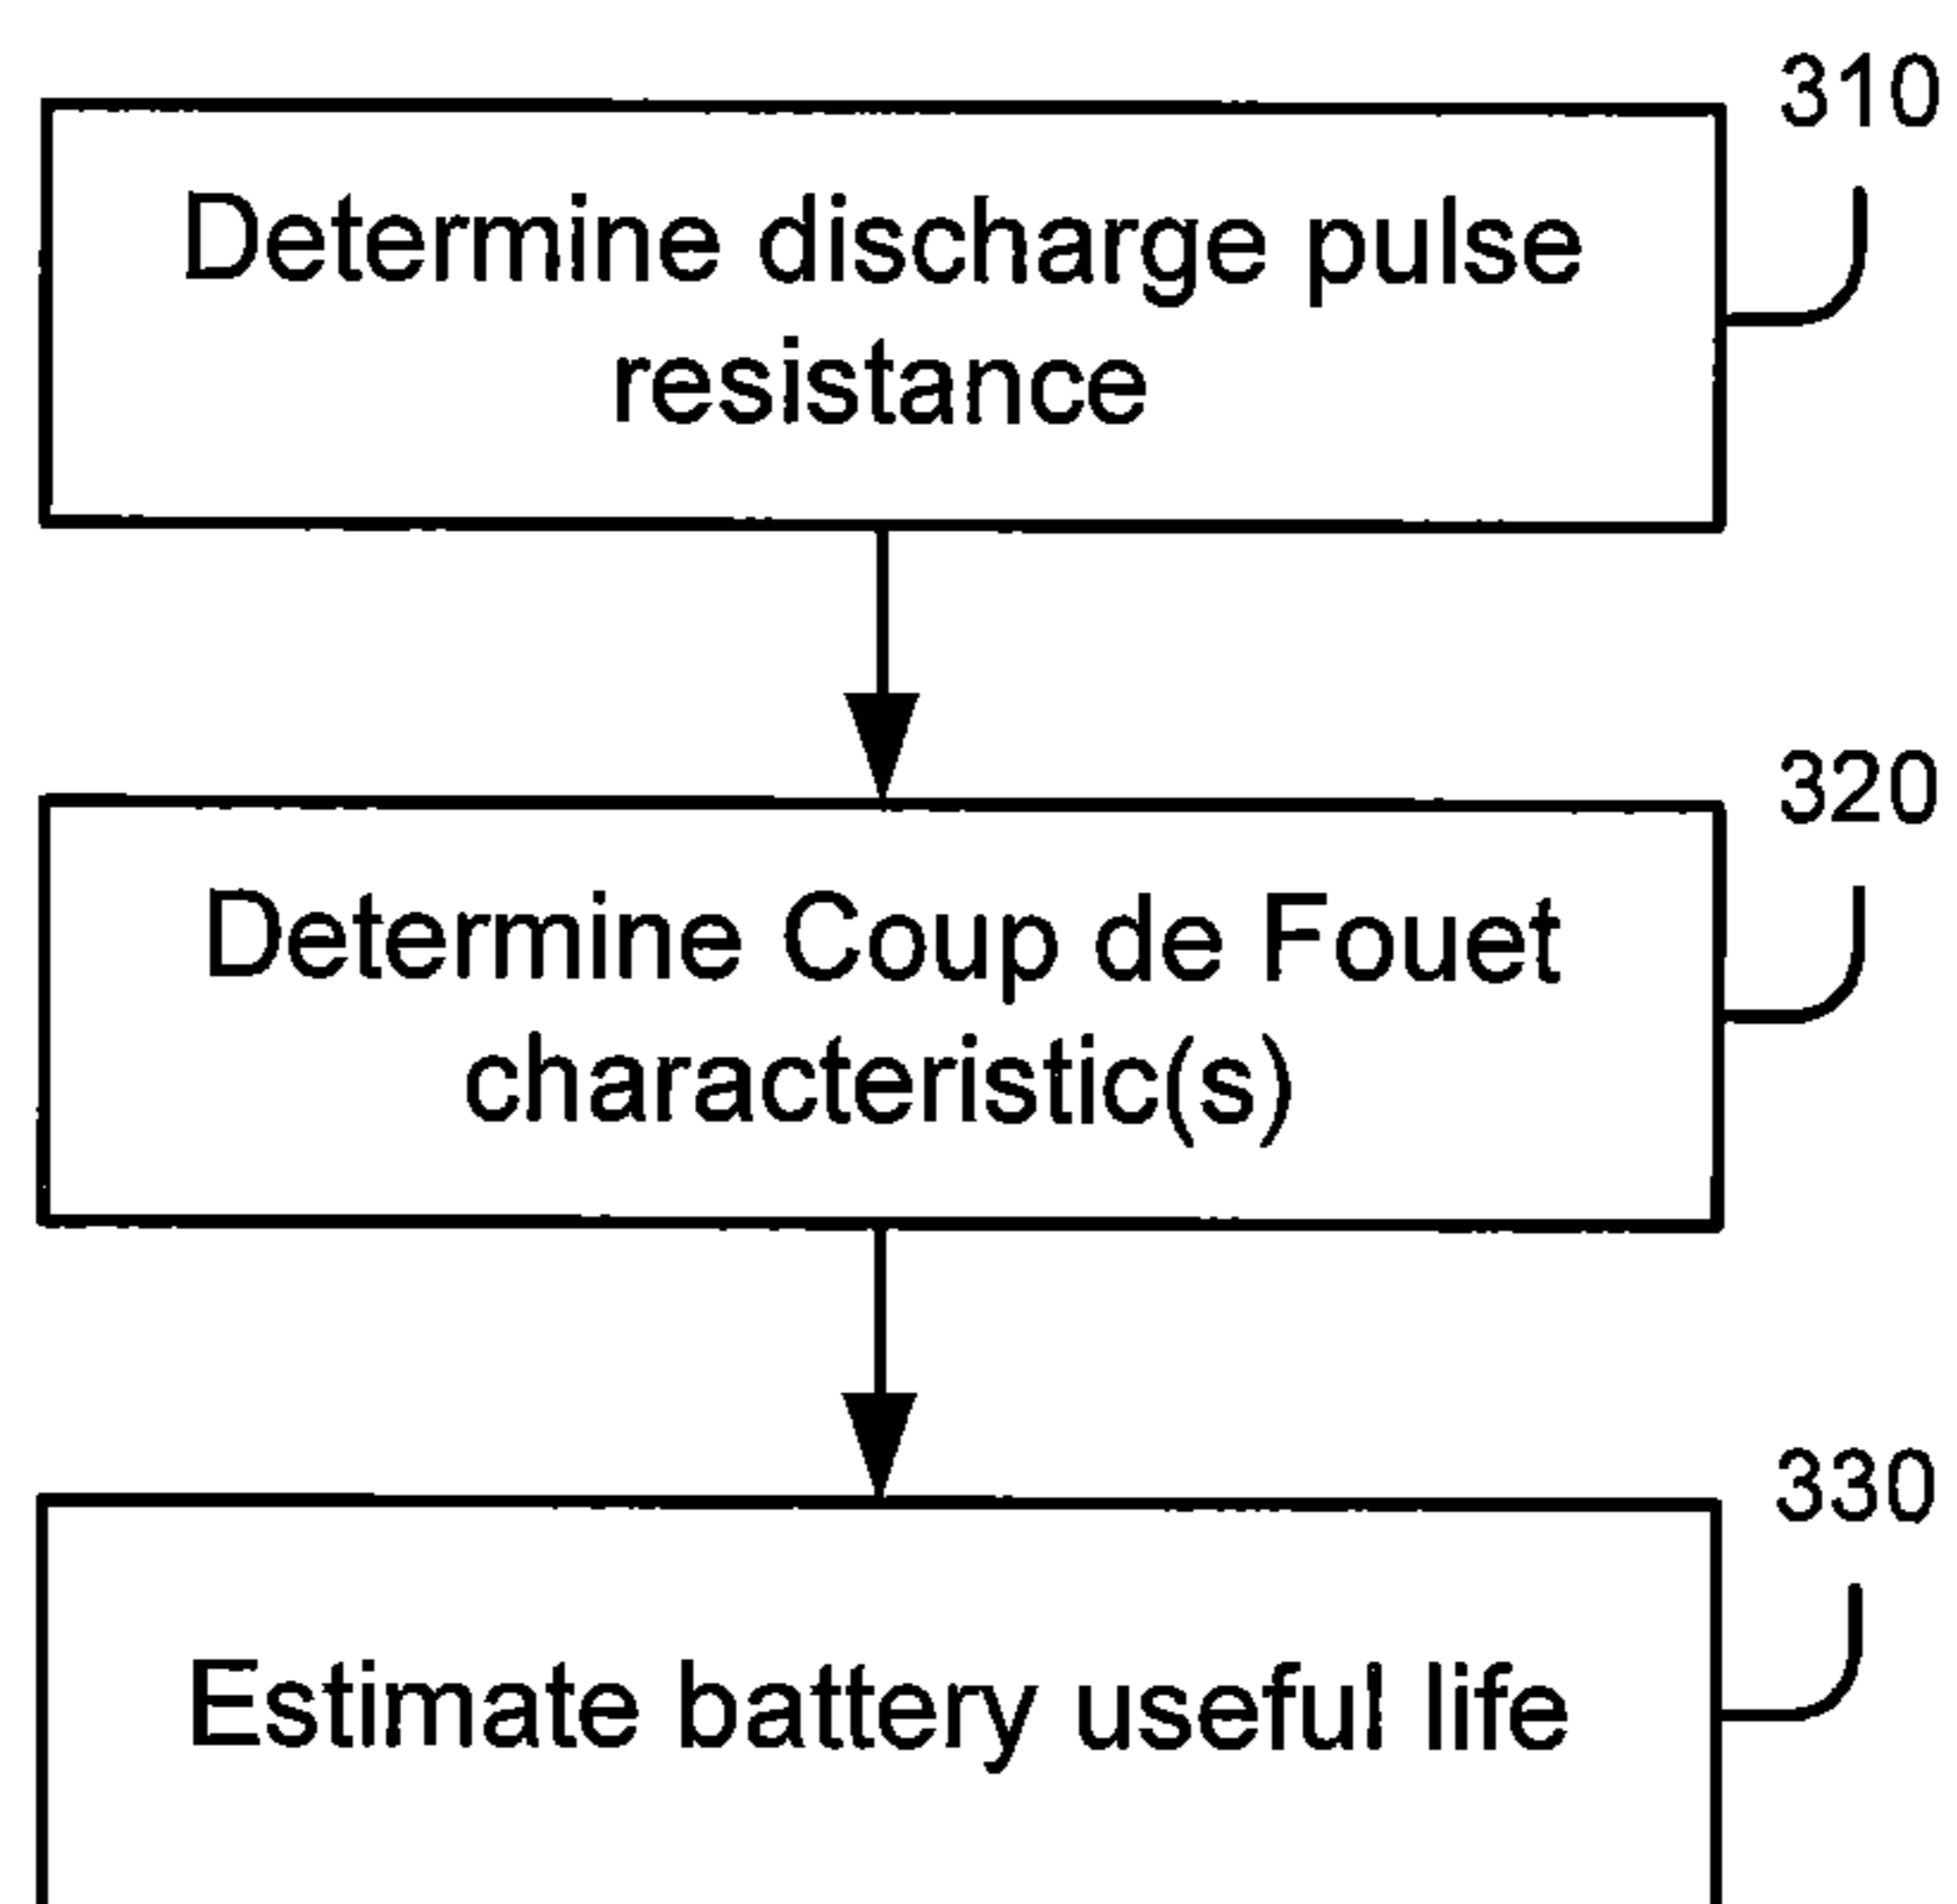 310
Determine discharge pulse
resistance
320
Determine Coup de Fouet
characteristic(s)
330
Estimate battery useful life